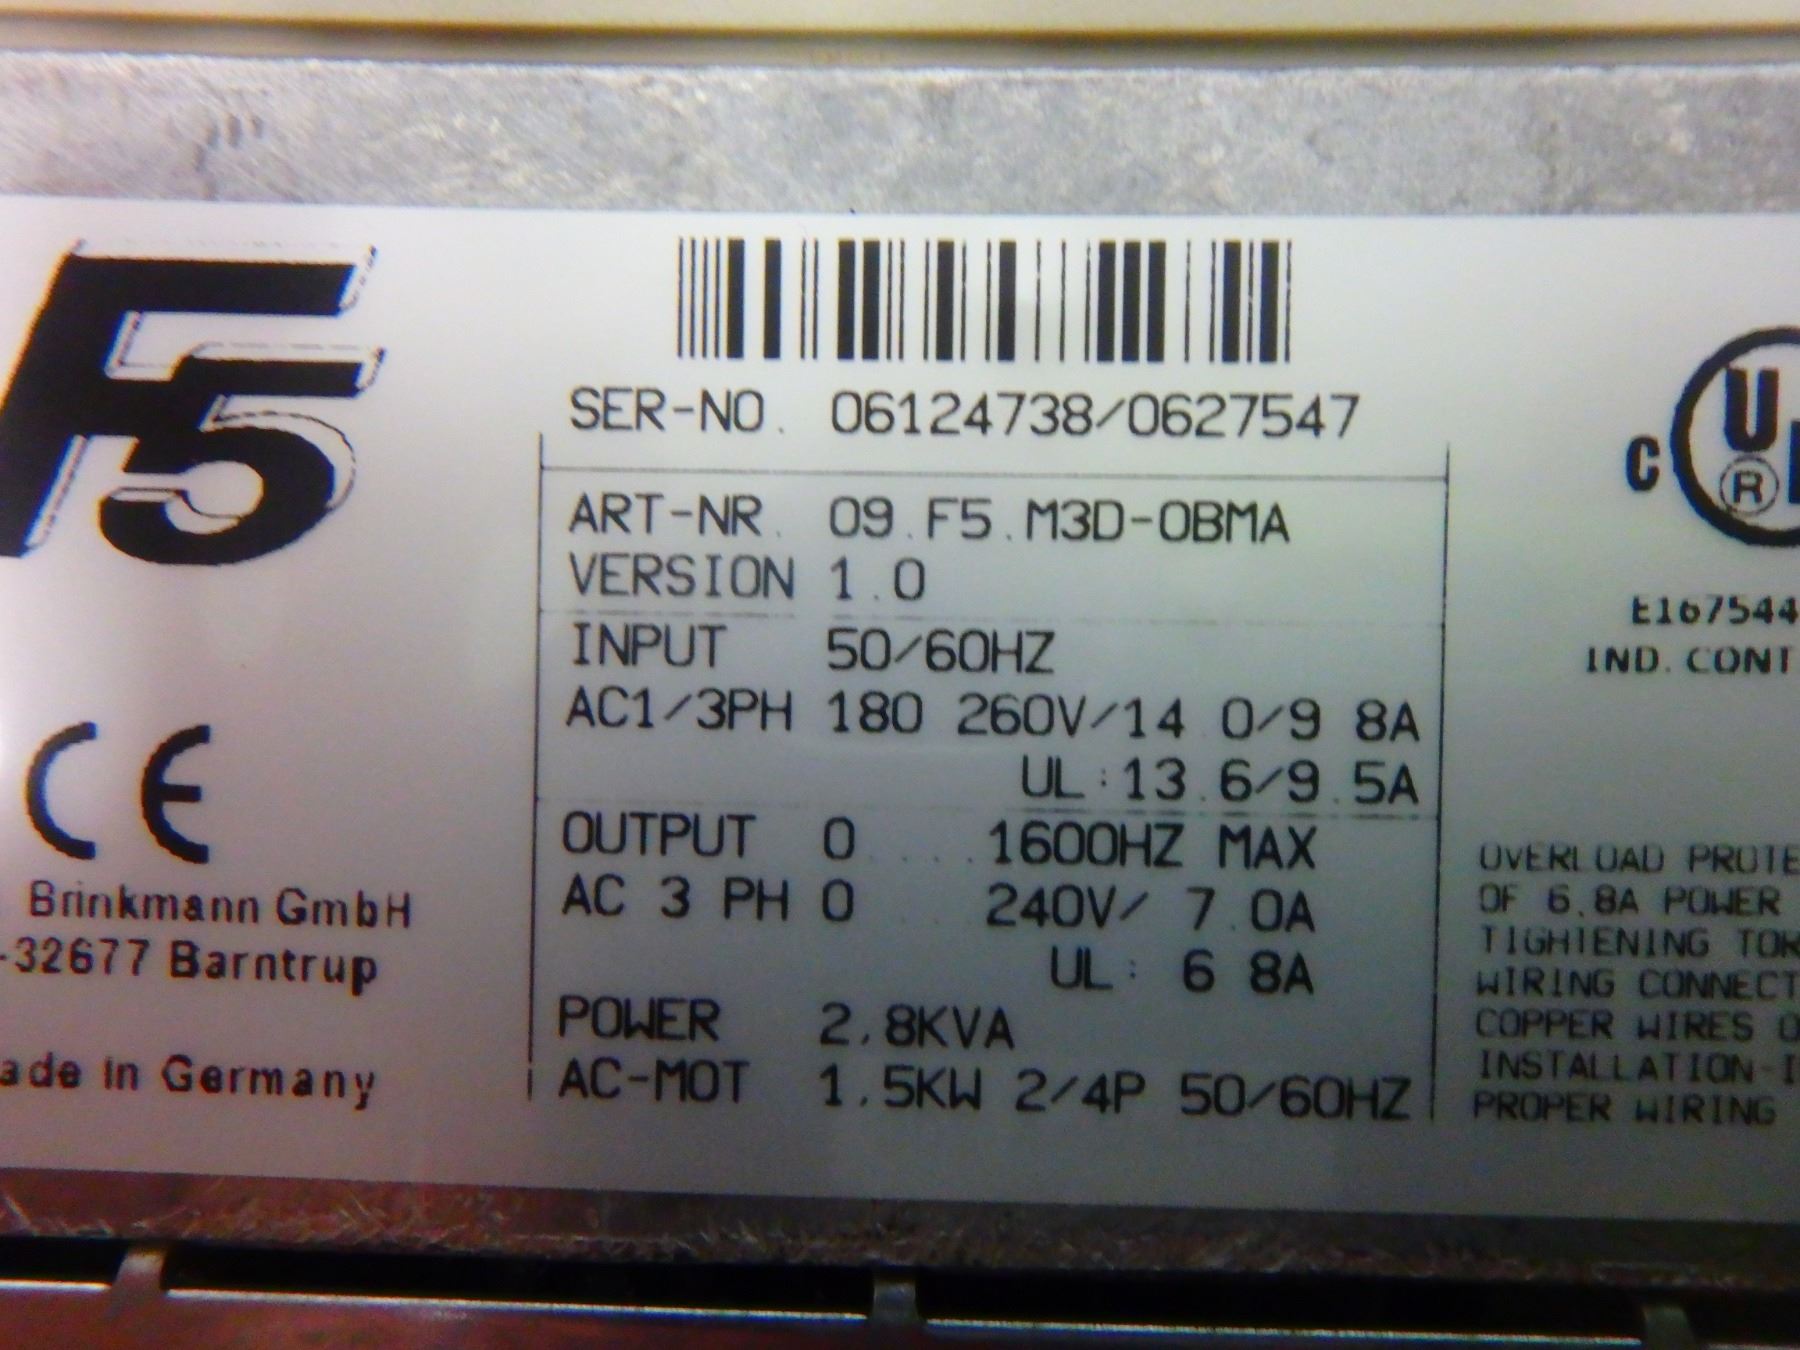 F5
SER-NO. 06124738/0627547
ART-NR. 09.F5.M3D-0BMA
VERSION 1.0
INPUT 50/60HZ
AC1/3PH 180 260V/14 0/9 8A
UL:13.6/9.5A
OUTPUT 0 .... 1600HZ MAX
AC 3 PH 0 240V/ 7.0A
UL: 6 8A
POWER 2.8KVA
AC-MOT 1.5KW 2/4P 50/60HZ
CE
Brinkmann GmbH
-32677 Barntrup
ade in Germany
C U R
E167544
IND. CONT
OVERLOAD PROTE
OF 6.8A POWER
TIGHTENING TOR
WIRING CONNECT
COPPER WIRES O
INSTALLATION-I
PROPER WIRING